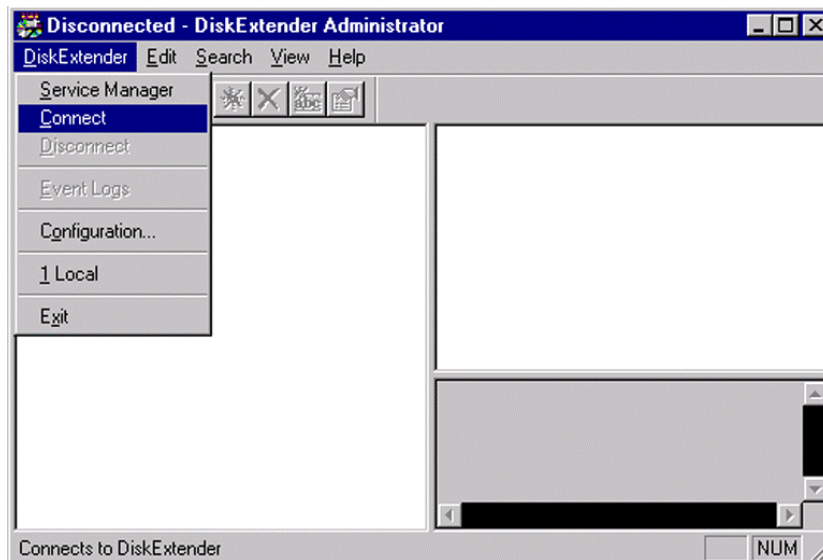 Disconnected - DiskExtender Administrator
DiskExtender Edit Search View Help
Service Manager
Connect
Disconnect
Event Logs
Configuration...
1 Local
Exit
abc
Connects to DiskExtender
NUM